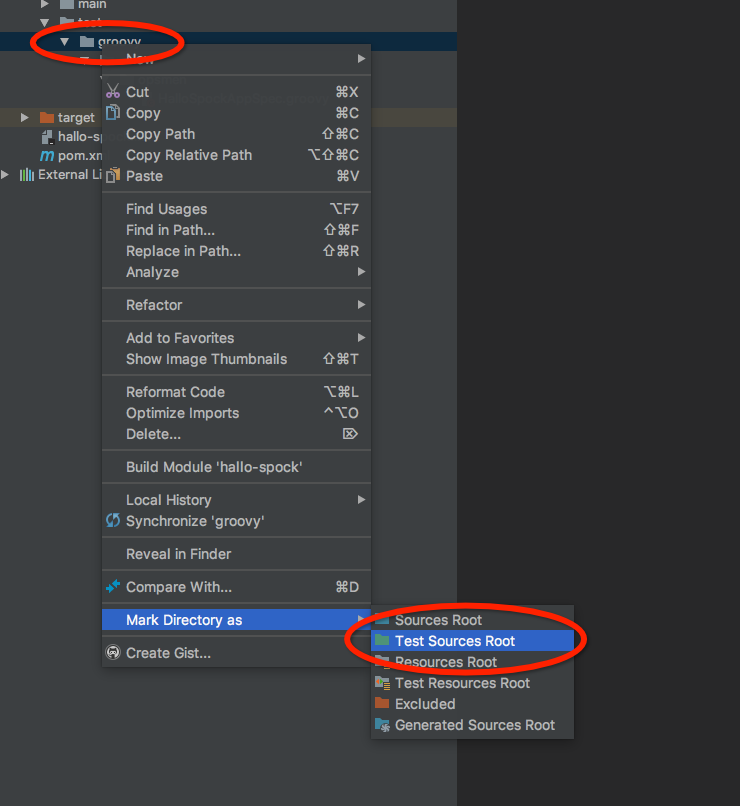 main
test
groovy
New
Cut ⌘X
target
Copy ⌘C
hallo-sp
Copy Path ⇧⌘C
pom.xm
Copy Relative Path ⌥⇧⌘C
External Li
Paste ⌘V
Find Usages ⌥F7
Find in Path... ⇧⌘F
Replace in Path... ⇧⌘R
Analyze
Refactor
Add to Favorites
Show Image Thumbnails ⇧⌘T
Reformat Code ⌥⌘L
Optimize Imports ^⌥O
Delete... ⌦
Build Module 'hallo-spock'
Local History
Synchronize 'groovy'
Reveal in Finder
Compare With... ⌘D
Mark Directory as
Create Gist...
Sources Root
Test Sources Root
Resources Root
Test Resources Root
Excluded
Generated Sources Root